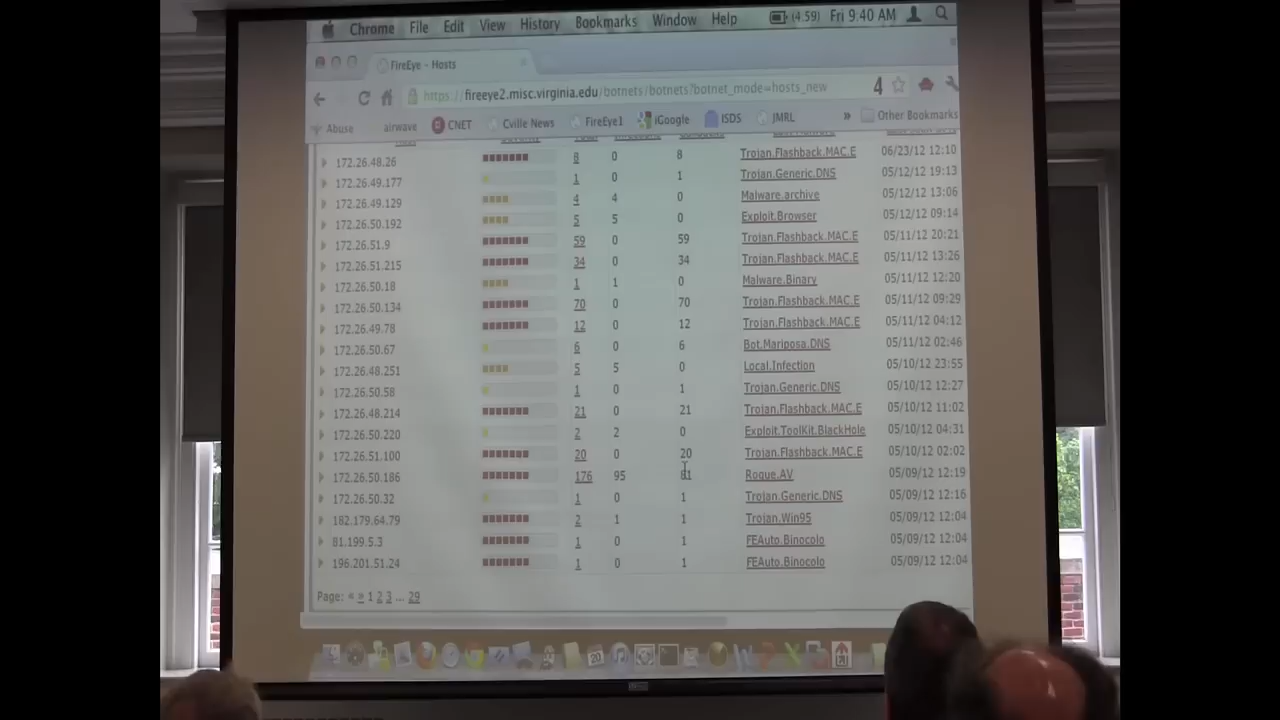 Chrome File Edit View History Bookmarks Window Help (4:59) Fri 9:40 AM
FireEye - Hosts
https://fireeye2.misc.virginia.edu/botnets/botnets?botnet_mode=hosts_new 4
Abuse airwave CNET Cville News FireEye1 iGoogle ISDS JMRL » Other Bookmarks
172.26.48.26 8 0 8 Trojan.Flashback.MAC.E 06/23/12 12:10
172.26.49.177 1 0 1 Trojan.Generic.DNS 05/12/12 19:13
172.26.49.129 4 4 0 Malware.archive 05/12/12 13:06
172.26.50.192 5 5 0 Exploit.Browser 05/12/12 09:14
172.26.51.9 59 0 59 Trojan.Flashback.MAC.E 05/11/12 20:21
172.26.51.215 34 0 34 Trojan.Flashback.MAC.E 05/11/12 13:26
172.26.50.18 1 1 0 Malware.Binary 05/11/12 12:20
172.26.50.134 70 0 70 Trojan.Flashback.MAC.E 05/11/12 09:29
172.26.49.78 12 0 12 Trojan.Flashback.MAC.E 05/11/12 04:12
172.26.50.67 6 0 6 Bot.Mariposa.DNS 05/11/12 02:46
172.26.48.251 5 5 0 Local.Infection 05/10/12 23:55
172.26.50.58 1 0 1 Trojan.Generic.DNS 05/10/12 12:27
172.26.48.214 21 0 21 Trojan.Flashback.MAC.E 05/10/12 11:02
172.26.50.220 2 2 0 Exploit.ToolKit.BlackHole 05/10/12 04:31
172.26.51.100 20 0 20 Trojan.Flashback.MAC.E 05/10/12 02:02
172.26.50.186 176 95 81 Rogue.AV 05/09/12 12:19
172.26.50.32 1 0 1 Trojan.Generic.DNS 05/09/12 12:16
182.179.64.79 2 1 1 Trojan.Win95 05/09/12 12:04
81.199.5.3 1 0 1 FEAuto.Binocolo 05/09/12 12:04
196.201.51.24 1 0 1 FEAuto.Binocolo 05/09/12 12:04
Page: « » 1 2 3 ... 29
20